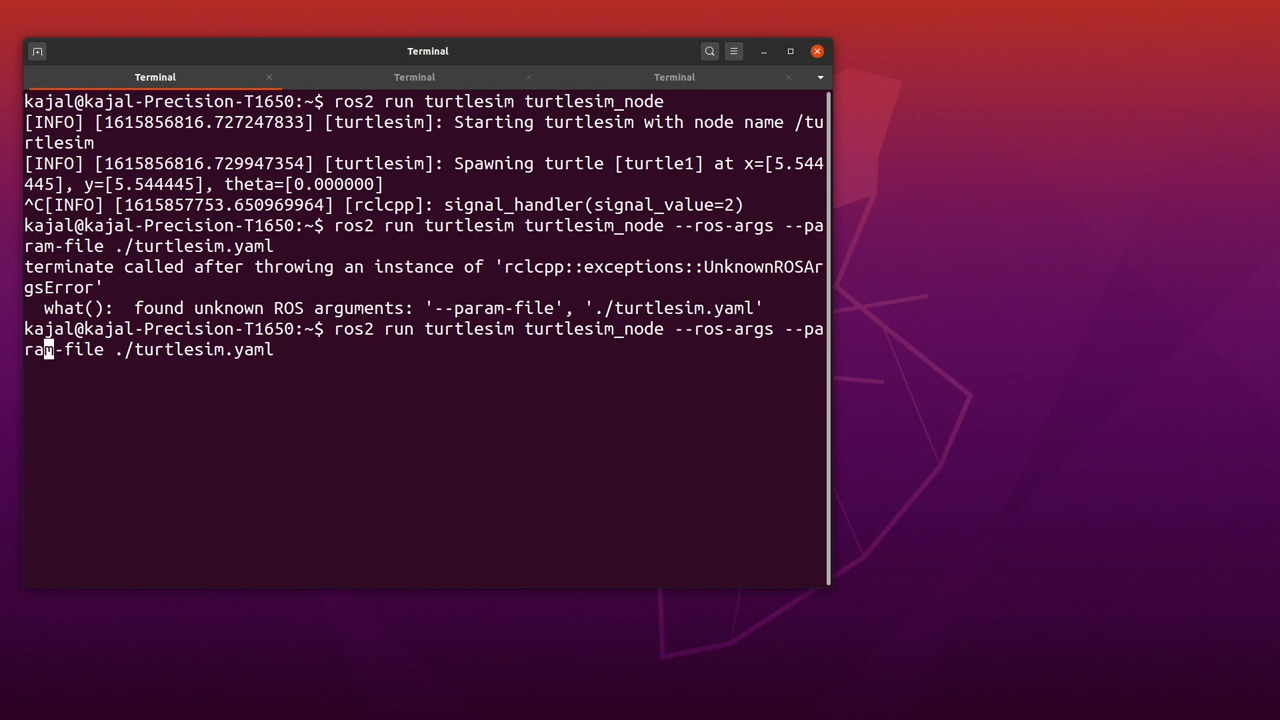 Terminal
Terminal Terminal Terminal
kajal@kajal-Precision-T1650:~$ ros2 run turtlesim turtlesim_node
[INFO] [1615856816.727247833] [turtlesim]: Starting turtlesim with node name /tu
rtlesim
[INFO] [1615856816.729947354] [turtlesim]: Spawning turtle [turtle1] at x=[5.544
445], y=[5.544445], theta=[0.000000]
^C[INFO] [1615857753.650969964] [rclcpp]: signal_handler(signal_value=2)
kajal@kajal-Precision-T1650:~$ ros2 run turtlesim turtlesim_node --ros-args --pa
ram-file ./turtlesim.yaml
terminate called after throwing an instance of 'rclcpp::exceptions::UnknownROSAr
gsError'
  what():  found unknown ROS arguments: '--param-file', './turtlesim.yaml'
kajal@kajal-Precision-T1650:~$ ros2 run turtlesim turtlesim_node --ros-args --pa
ram-file ./turtlesim.yaml